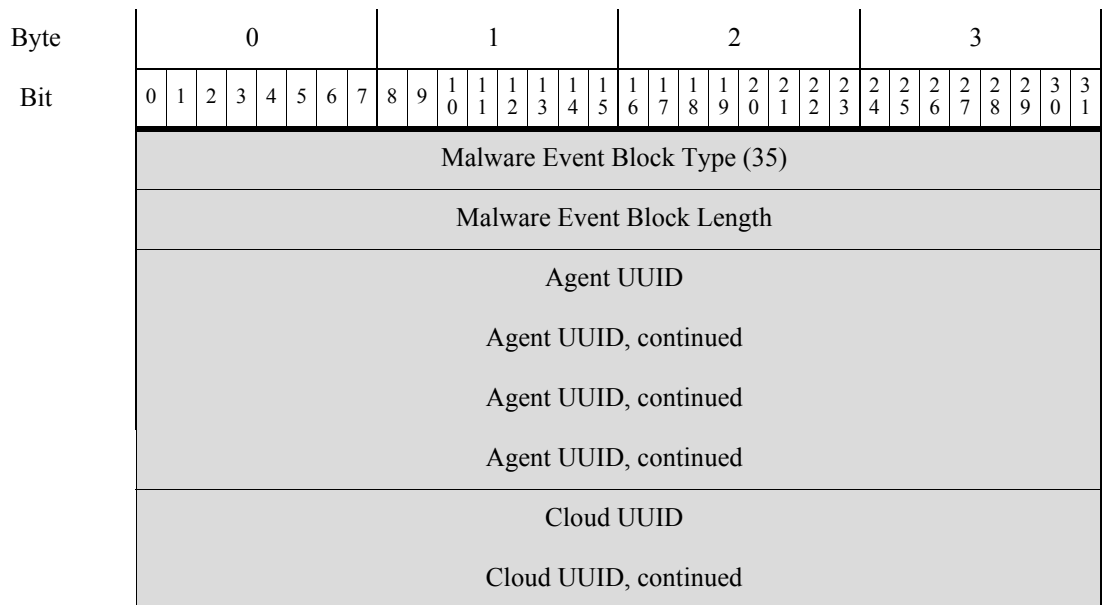 Byte 0 1 2 3
Bit 0 1 2 3 4 5 6 7 8 9 10 11 12 13 14 15 16 17 18 19 20 21 22 23 24 25 26 27 28 29 30 31
Malware Event Block Type (35)
Malware Event Block Length
Agent UUID
Agent UUID, continued
Agent UUID, continued
Agent UUID, continued
Cloud UUID
Cloud UUID, continued